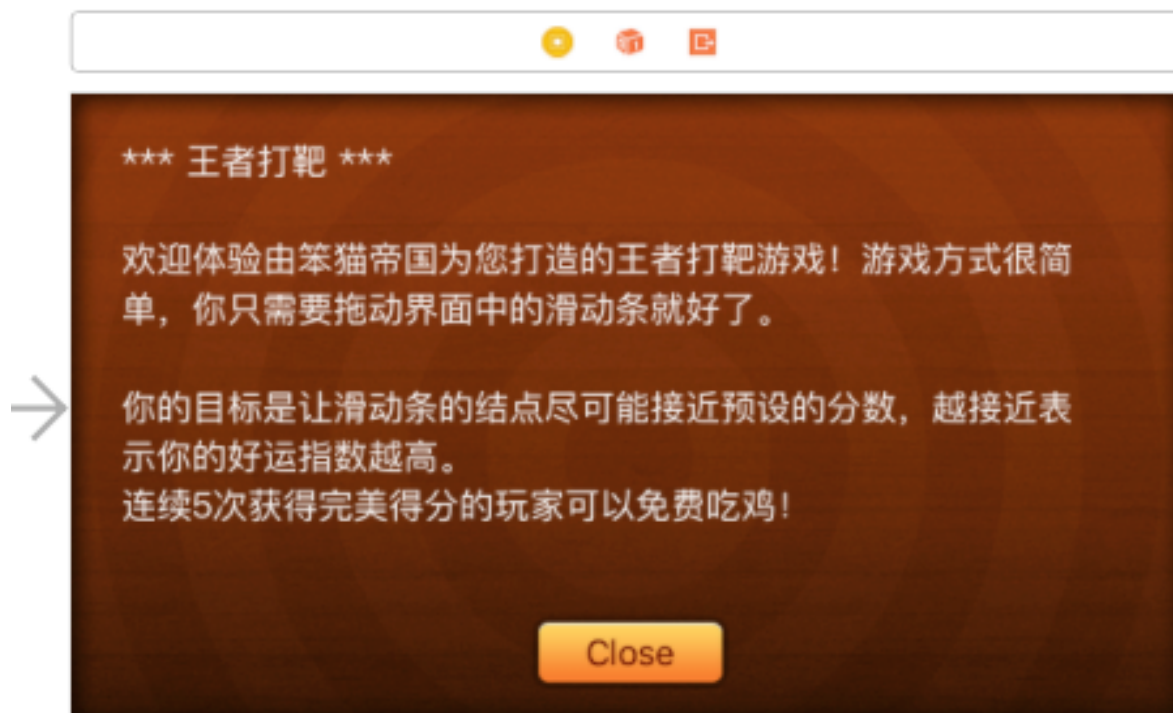 *** 王者打靶 ***
欢迎体验由笨猫帝国为您打造的王者打靶游戏！游戏方式很简
单，你只需要拖动界面中的滑动条就好了。
你的目标是让滑动条的结点尽可能接近预设的分数，越接近表
示你的好运指数越高。
连续5次获得完美得分的玩家可以免费吃鸡！
Close